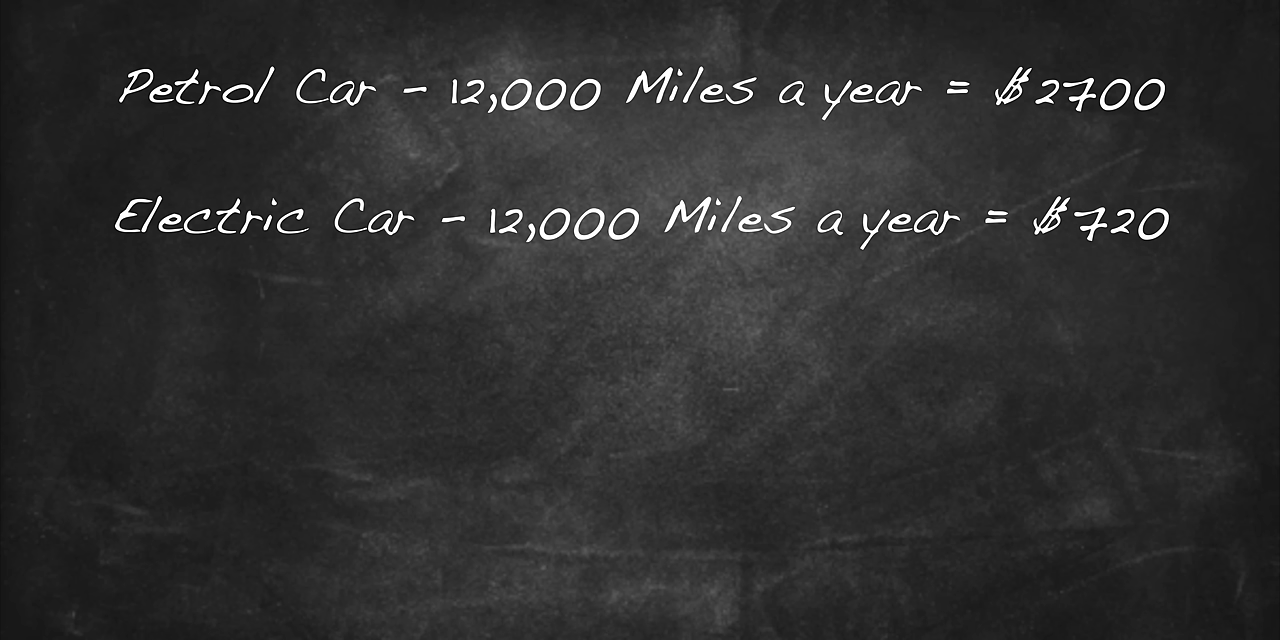 Petrol Car - 12,000 Miles a year = $2700
Electric Car - 12,000 Miles a year = $720